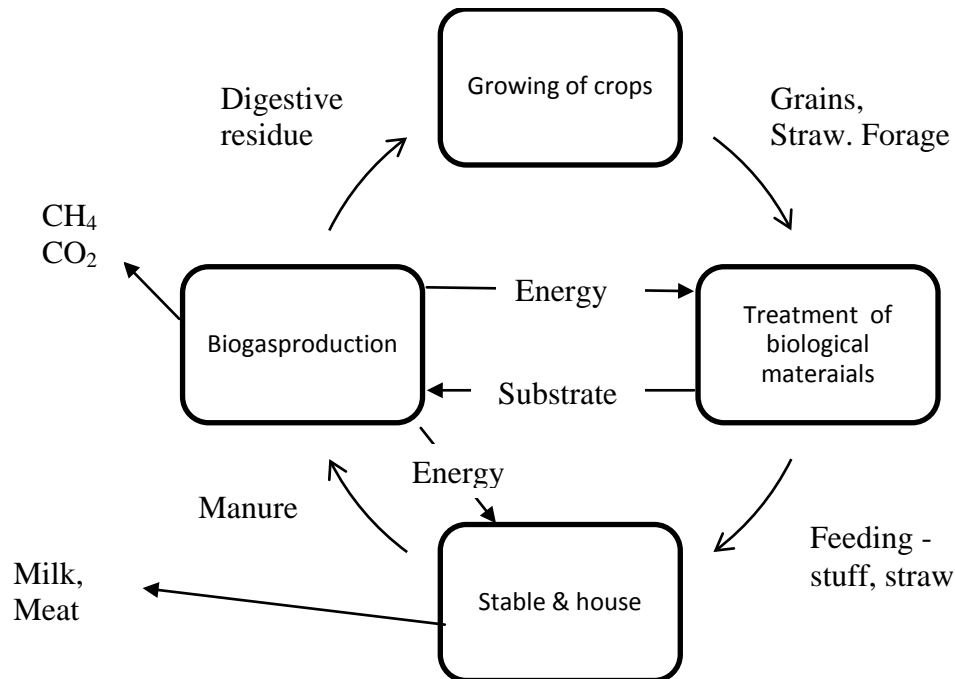 Growing of crops
Digestive
residue
Grains,
Straw. Forage
CH₄
CO₂
Biogasproduction
Energy
Treatment of
biological
materaials
Substrate
Energy
Manure
Feeding -
stuff, straw
Milk,
Meat
Stable & house